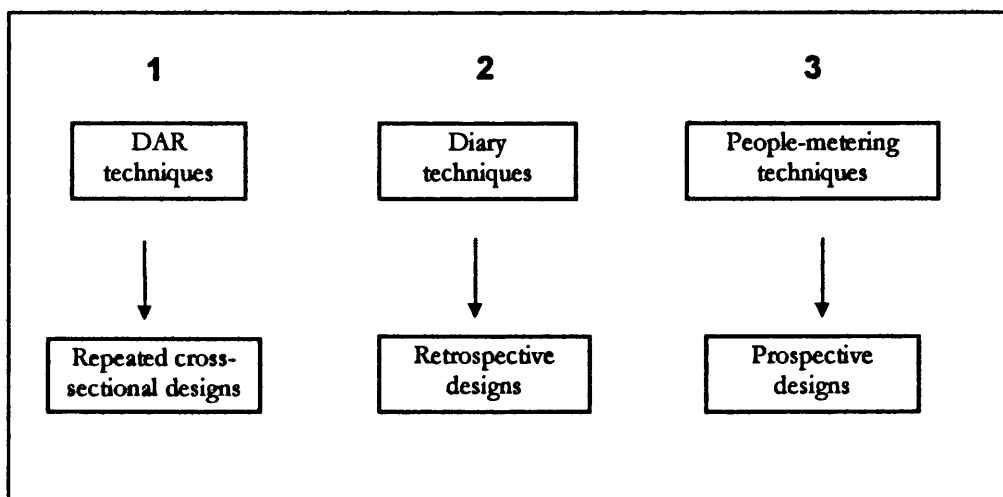 1
2
3
DAR
techniques
Diary
techniques
People-metering
techniques
Repeated cross-
sectional designs
Retrospective
designs
Prospective
designs